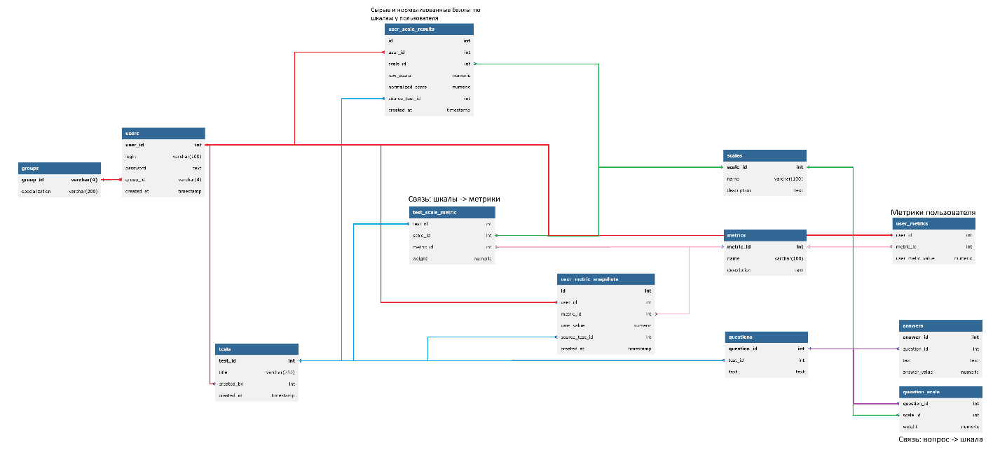 Сырые и нормализованные баллы по
шкалам у пользователя
user_scale_results
id int
user_id int
scale_id int
raw_score numeric
normalized_score numeric
source_test_id int
created_at timestamp
users
user_id int
login varchar(100)
password text
group_id varchar(4)
created_at timestamp
groups
group_id varchar(4)
specialization varchar(200)
scales
scale_id int
name varchar(100)
description text
Связь: шкалы -> метрики
test_scale_metric
test_id int
scale_id int
metric_id int
weight numeric
Метрики пользователя
user_metrics
user_id int
metric_id int
user_metic_value numeric
metrics
metric_id int
name varchar(100)
description text
user_metric_snapshots
id int
user_id int
metric_id int
ums_value numeric
source_test_id int
created_at timestamp
tests
test_id int
title varchar(255)
created_by int
created_at timestamp
questions
question_id int
test_id int
text text
answers
answer_id int
question_id int
text text
answer_value numeric
question_scale
question_id int
scale_id int
weight numeric
Связь: вопрос -> шкала